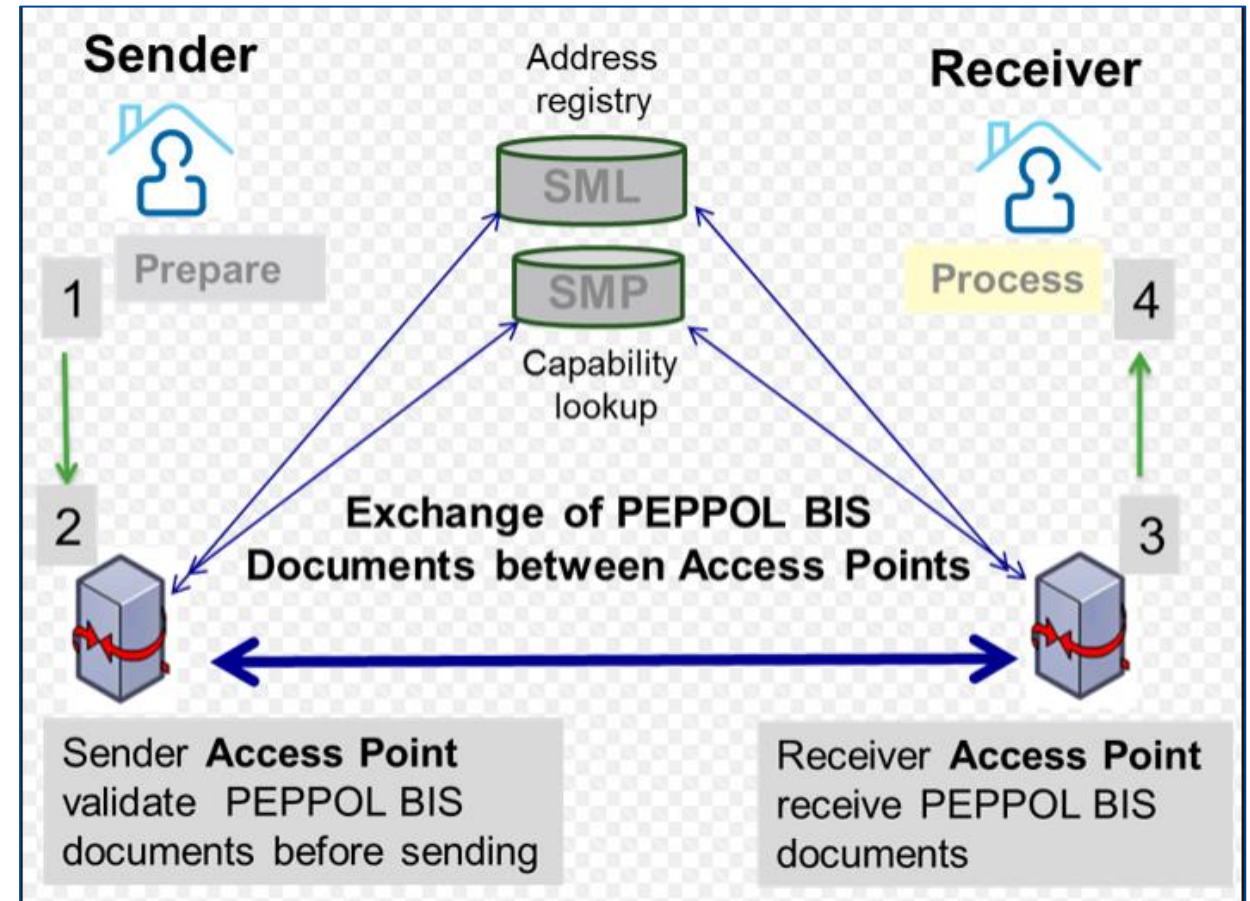 Sender
Address
registry
Receiver
SML
Prepare
SMP
Process
1
4
Capability
lookup
2
Exchange of PEPPOL BIS
Documents between Access Points
3
Sender Access Point
validate PEPPOL BIS
documents before sending
Receiver Access Point
receive PEPPOL BIS
documents